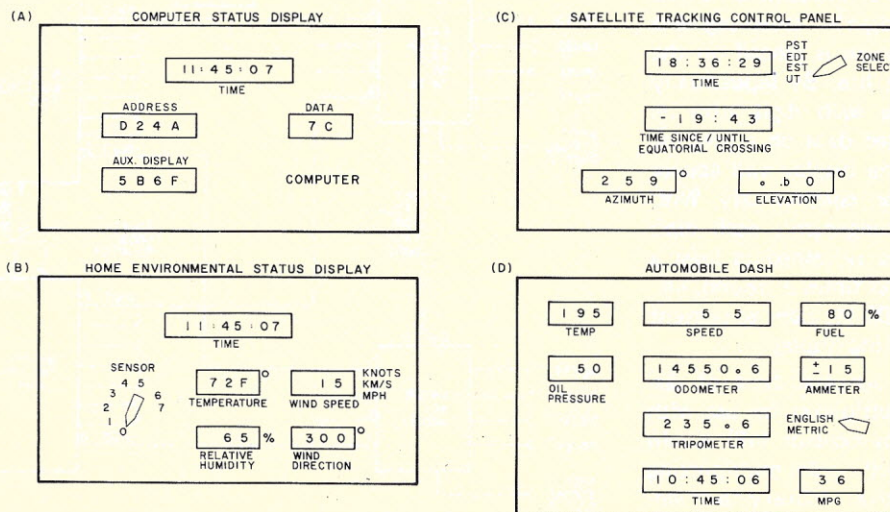 (A) COMPUTER STATUS DISPLAY
11:45:07
TIME
ADDRESS
D24A
DATA
7C
AUX. DISPLAY
5B6F
COMPUTER
(B) HOME ENVIRONMENTAL STATUS DISPLAY
11:45:07
TIME
SENSOR
0
1
2
3
4
5
6
7
72F°
TEMPERATURE
15
WIND SPEED
KNOTS
KM/S
MPH
65%
RELATIVE
HUMIDITY
300°
WIND
DIRECTION
(C) SATELLITE TRACKING CONTROL PANEL
18:36:29
TIME
PST
EDT
EST
UT
ZONE
SELEC
-19:43
TIME SINCE / UNTIL
EQUATORIAL CROSSING
259°
AZIMUTH
°
ELEVATION
(D) AUTOMOBILE DASH
195
TEMP
55
SPEED
80%
FUEL
50
OIL
PRESSURE
14550.6
ODOMETER
±15
AMMETER
235.6
TRIPOMETER
ENGLISH
METRIC
10:45:06
TIME
36
MPG